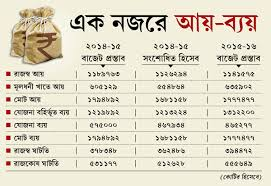 এক নজরে আয়-ব্যয়
২০১৪-১৫ ২০১৪-১৫ ২০১৫-১৬
বাজেট প্রস্তাব সংশোধিত হিসেব বাজেট প্রস্তাব
রাজস্ব আয় ১১৮৯৭৬৩ ১১২৬২৯৪ ১১৪১৫৭৫
মূলধনী খাতে আয় ৬০৫১২৯ ৫৫৪৮৬৪ ৬৩৫৯০২
মোট আয় ১৭৯৪৮৯২ ১৬৮১১৫৮ ১৭৭৭৪৭৭
যোজনা বহির্ভূত ব্যয় ১২১৯৮৯২ ১২১৩২২৪ ১৩১২২০০
যোজনা ব্যয় ৫৭৫০০০ ৪৬৭৯৩৪ ৪৬৫২৭৭
মোট ব্যয় ১৭৯৪৮৯২ ১৬৮১১৫৮ ১৭৭৭৪৭৭
রাজস্ব ঘাটতি ৩৭৮৩৪৮ ৩৬২৪৮৬ ৩৯৪৪৭২
রাজকোষ ঘাটতি ৫৩১১৭৭ ৫১২৬২৮ ৫৫৫৬৪৯
(কোটির হিসেবে)